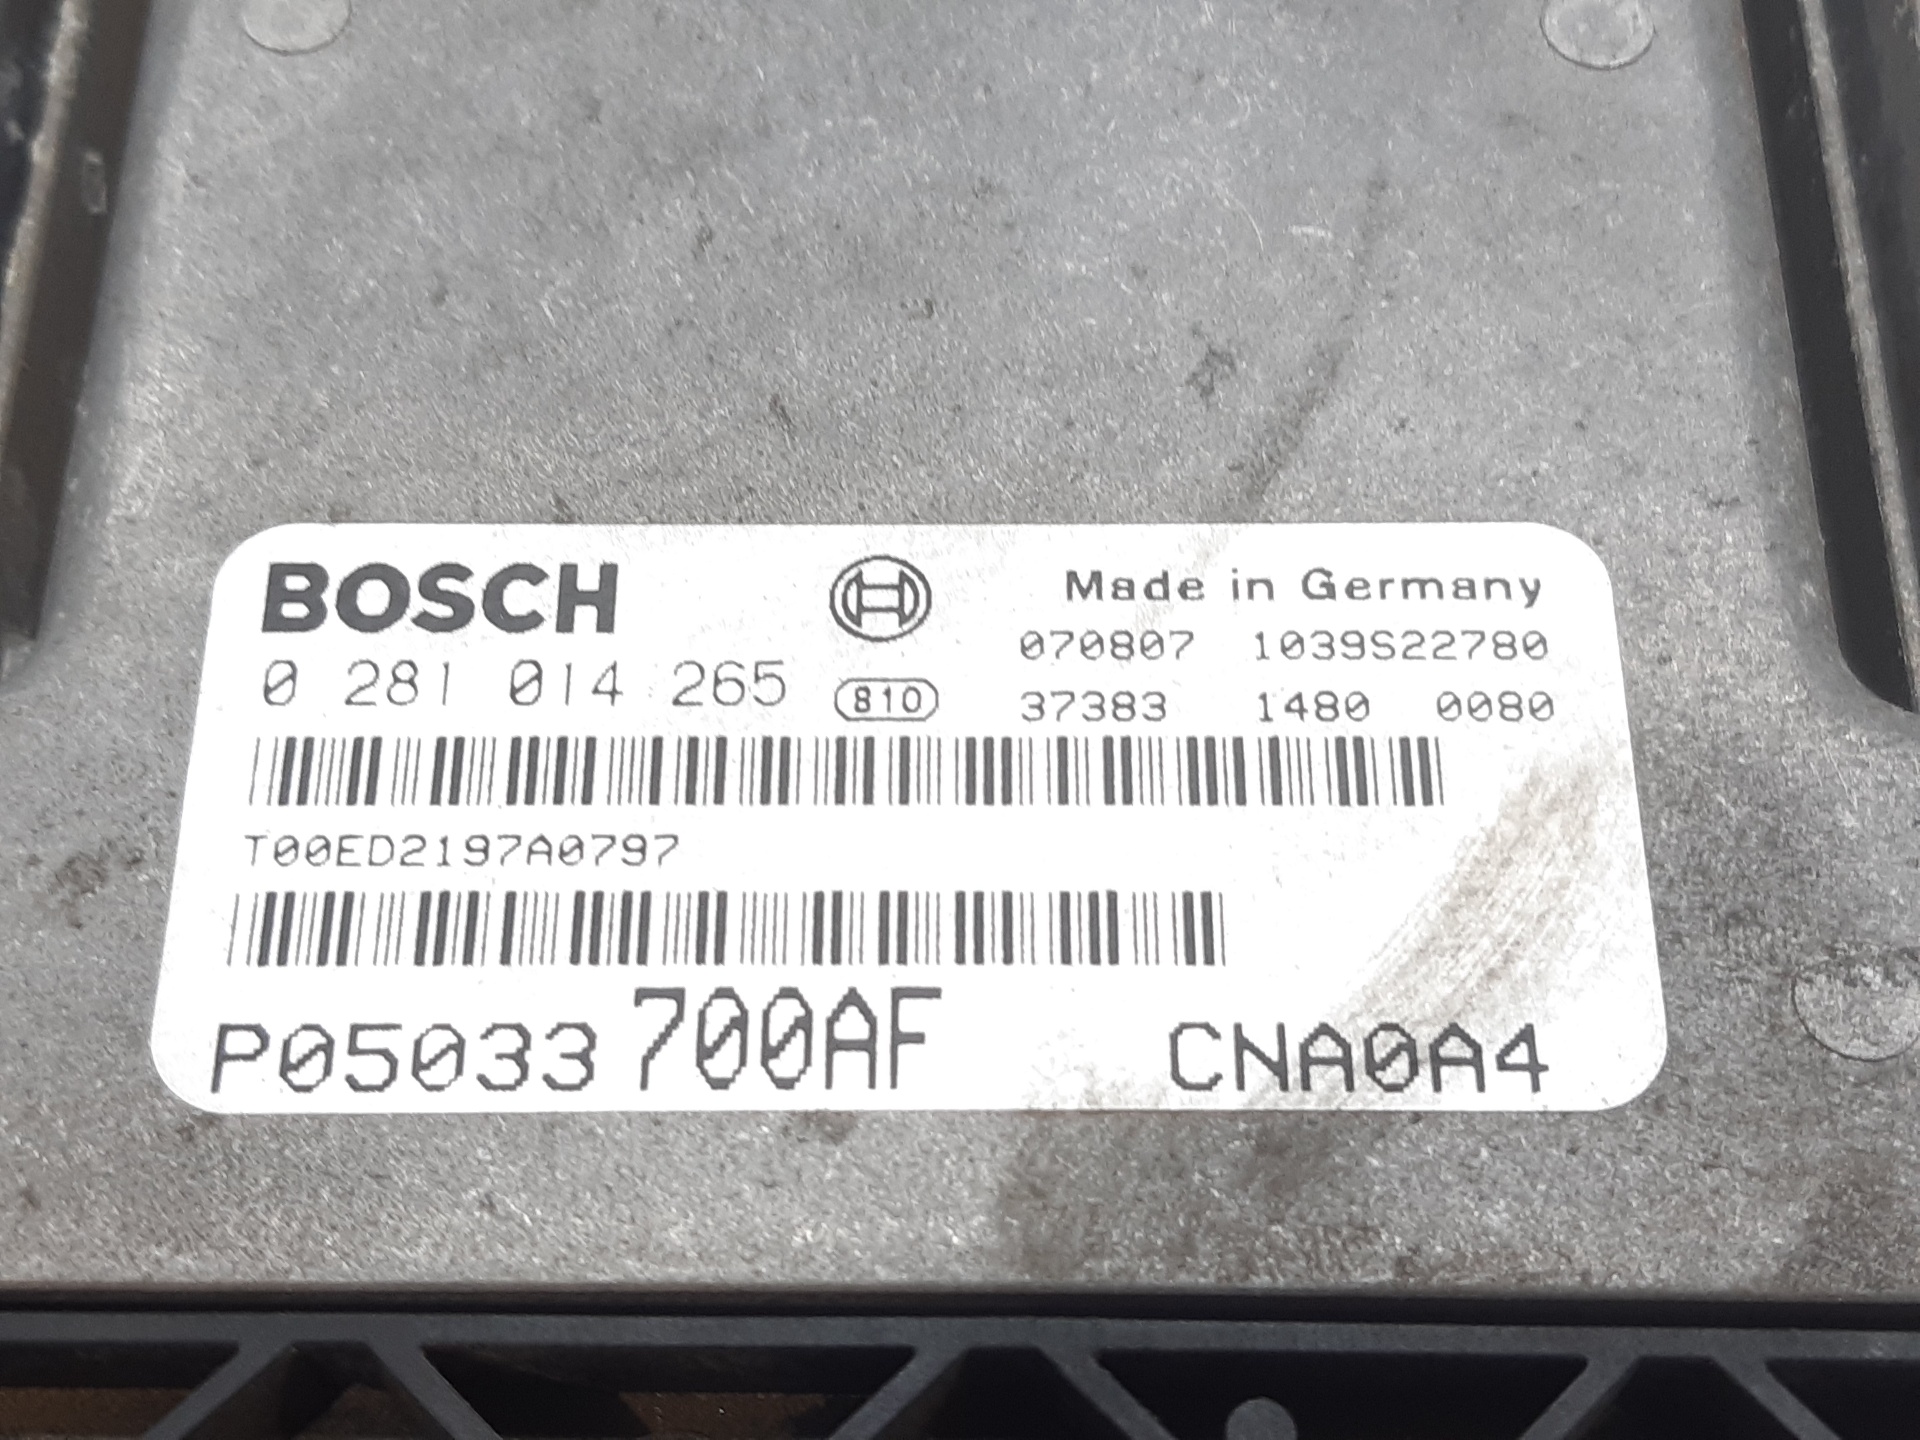 BOSCH Made in Germany
070807 1039S22780
0 281 014 265 810 37383 1480 0080
T00ED2197A0797
P05033700AF CNA0A4